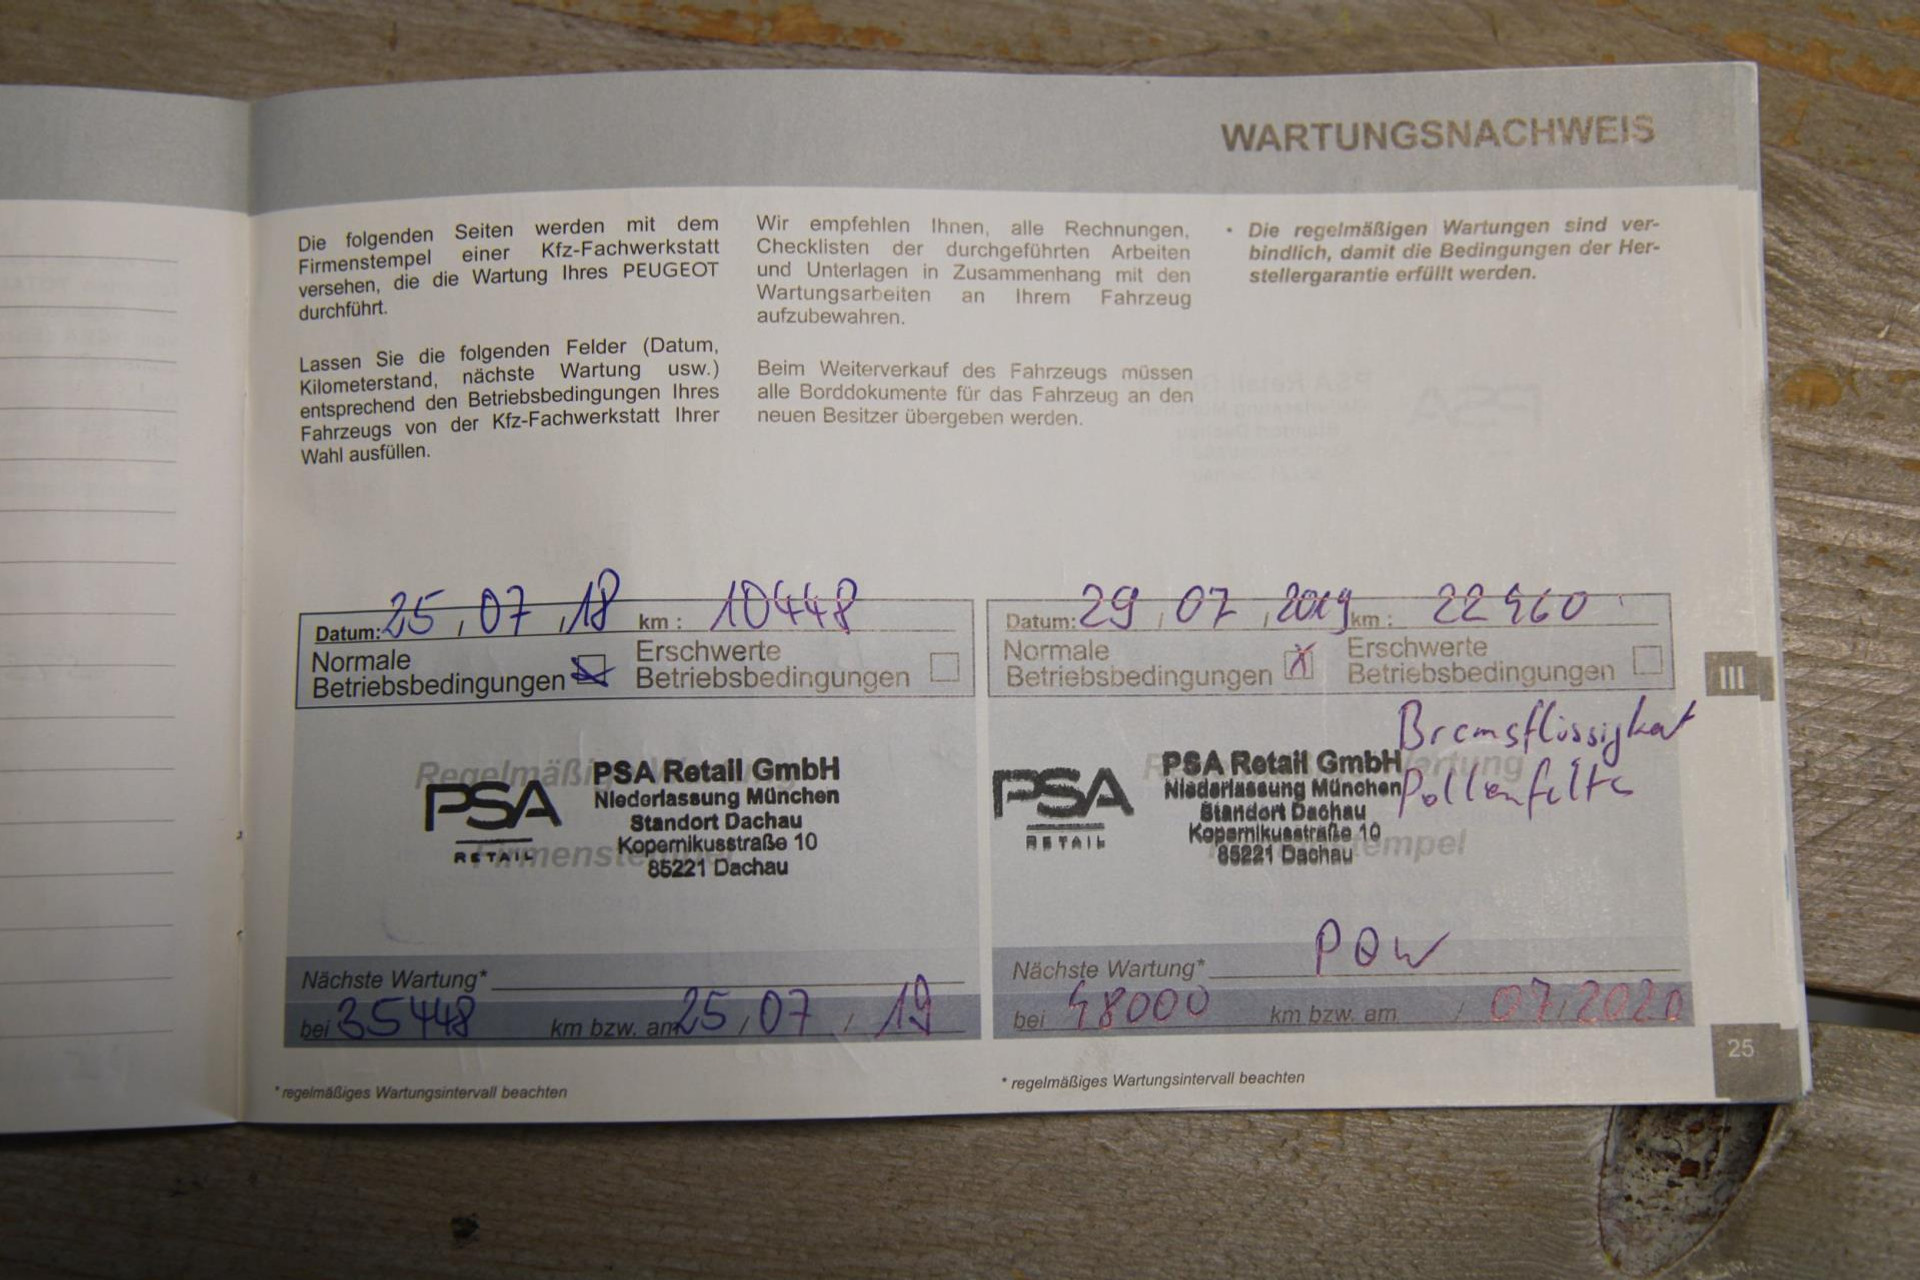 WARTUNGSNACHWEIS
Die folgenden Seiten werden mit dem
Firmenstempel einer Kfz-Fachwerkstatt
versehen, die die Wartung Ihres PEUGEOT
durchführt.
Lassen Sie die folgenden Felder (Datum,
Kilometerstand, nächste Wartung usw.)
entsprechend den Betriebsbedingungen Ihres
Fahrzeugs von der Kfz-Fachwerkstatt Ihrer
Wahl ausfüllen.
Wir empfehlen Ihnen, alle Rechnungen,
Checklisten der durchgeführten Arbeiten
und Unterlagen in Zusammenhang mit den
Wartungsarbeiten an Ihrem Fahrzeug
aufzubewahren.
Beim Weiterverkauf des Fahrzeugs müssen
alle Borddokumente für das Fahrzeug an den
neuen Besitzer übergeben werden.
• Die regelmäßigen Wartungen sind ver-
bindlich, damit die Bedingungen der Her-
stellergarantie erfüllt werden.
Datum: 25 / 07 / 18 km : 10448
Normale
Betriebsbedingungen
Erschwerte
Betriebsbedingungen
Regelmäßige Wartung
Firmenstempel
PSA
RETAIL
PSA Retail GmbH
Niederlassung München
Standort Dachau
Kopernikusstraße 10
85221 Dachau
Nächste Wartung*
bei 35448 km bzw. am 25 / 07 / 19
* regelmäßiges Wartungsintervall beachten
Datum: 29 / 07 / 2019 km : 22460
Normale
Betriebsbedingungen X
Erschwerte
Betriebsbedingungen
Bremsflüssigkeit
Pollenfilter
PSA
RETAIL
PSA Retail GmbH
Niederlassung München
Standort Dachau
Kopernikusstraße 10
85221 Dachau
Nächste Wartung*
bei 48000 km bzw. am / 07/2020
* regelmäßiges Wartungsintervall beachten
III
25